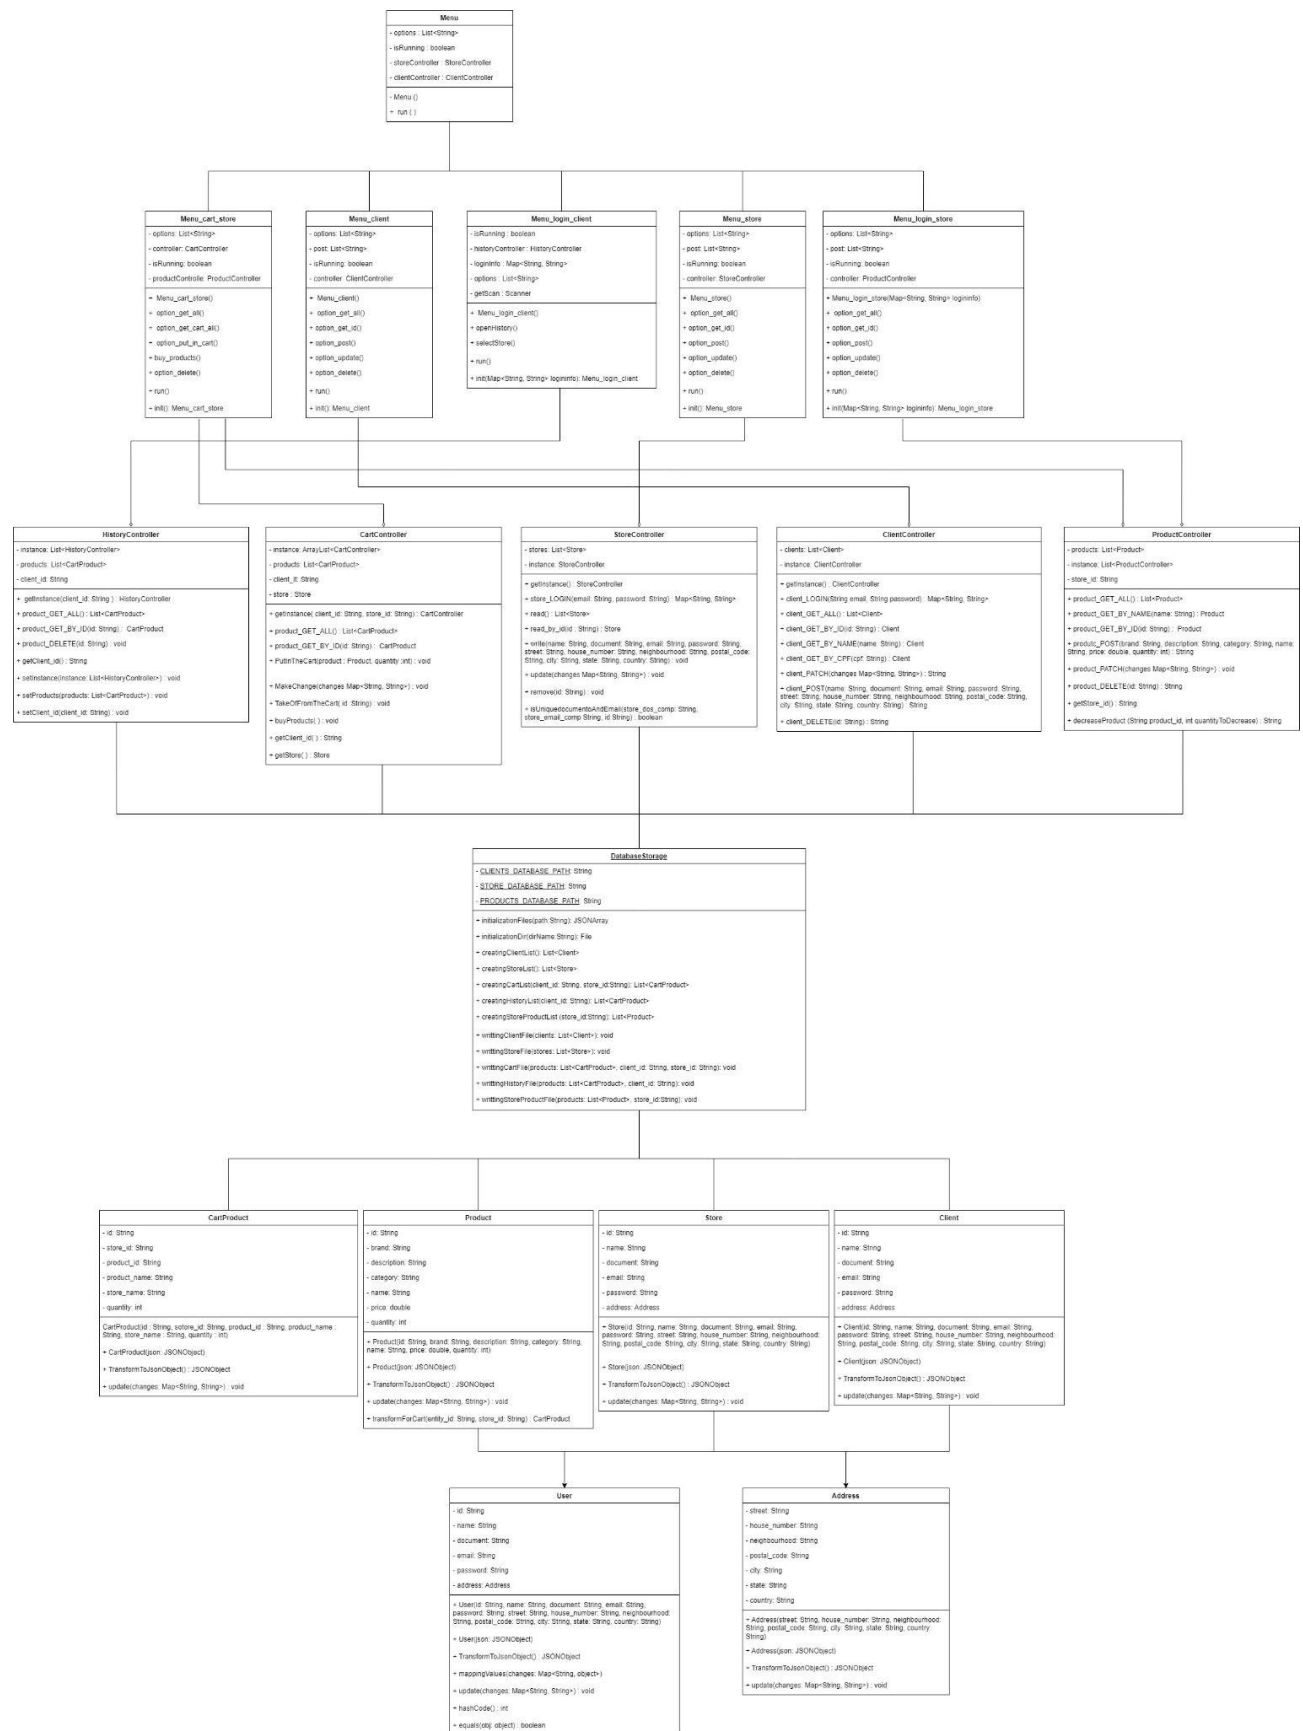 Menu
- options : List<String>
- isRunning : boolean
- storeController : StoreController
- clientController : ClientController
- Menu ()
+ run ( )
Menu_cart_store
- options: List<String>
- controller: CartController
- isRunning: boolean
- productControlle: ProductController
+ Menu_cart_store()
+ option_get_all()
+ option_get_cart_all()
+ option_put_in_cart()
+ buy_products()
+ option_delete()
+ run()
+ init(): Menu_cart_store
Menu_client
- options: List<String>
- post: List<String>
- isRunning: boolean
- controller: ClientController
+ Menu_client()
+ option_get_all()
+ option_get_id()
+ option_post()
+ option_update()
+ option_delete()
+ run()
+ init(): Menu_client
Menu_login_client
- isRunning : boolean
- historyController : HistoryController
- loginInfo : Map<String, String>
- options : List<String>
- getScan : Scanner
+ Menu_login_client()
+ openHistory()
+ selectStore()
+ run()
+ init(Map<String, String> logininfo): Menu_login_client
Menu_store
- options: List<String>
- post: List<String>
- isRunning: boolean
- controller: StoreController
+ Menu_store()
+ option_get_all()
+ option_get_id()
+ option_post()
+ option_update()
+ option_delete()
+ run()
+ init(): Menu_store
Menu_login_store
- options: List<String>
- post: List<String>
- isRunning: boolean
- controller: ProductController
+ Menu_login_store(Map<String, String> logininfo)
+ option_get_all()
+ option_get_id()
+ option_post()
+ option_update()
+ option_delete()
+ run()
+ init(Map<String, String> logininfo): Menu_login_store
HistoryController
- instance: List<HistoryController>
- products: List<CartProduct>
- client_id: String
+ getInstance(client_id: String ) : HistoryController
+ product_GET_ALL() : List<CartProduct>
+ product_GET_BY_ID(id: String) : CartProduct
+ product_DELETE(id: String) : void
+ getClient_id() : String
+ setInstance(instance: List<HistoryController>) : void
+ setProducts(products: List<CartProduct>) : void
+ setClient_id(client_id: String) : void
CartController
- instance: ArrayList<CartController>
- products: List<CartProduct>
- client_it: String
- store : Store
+ getInstance( client_id: String, store_id: String) : CartController
+ product_GET_ALL() : List<CartProduct>
+ product_GET_BY_ID(id: String) : CartProduct
+ PutInTheCart(product : Product, quantity :int) : void
+ MakeChange(changes Map<String, String>) : void
+ TakeOfFromTheCart( id: String) : void
+ buyProducts( ) : void
+ getClient_id( ) : String
+ getStore( ) : Store
StoreController
- stores: List<Store>
- instance: StoreController
+ getInstance() : StoreController
+ store_LOGIN(email: String, password: String) : Map<String, String>
+ read() : List<Store>
+ read_by_id(id : String) : Store
+ write(name: String, document: String, email: String, password: String,
street: String, house_number: String, neighbourhood: String, postal_code:
String, city: String, state: String, country: String) : void
+ update(changes Map<String, String>) : void
+ remove(id: String) : void
+ isUniquedocumentoAndEmail(store_dos_comp: String,
store_email_comp String, id String) : boolean
ClientController
- clients: List<Client>
- instance: ClientController
+ getInstance() : ClientController
+ client_LOGIN(String email, String password) : Map<String, String>
+ client_GET_ALL() : List<Client>
+ client_GET_BY_ID(id: String) : Client
+ client_GET_BY_NAME(name: String) : Client
+ client_GET_BY_CPF(cpf: String) : Client
+ client_PATCH(changes Map<String, String>) : String
+ client_POST(name: String, document: String, email: String, password: String,
street: String, house_number: String, neighbourhood: String, postal_code: String,
city: String, state: String, country: String) : String
+ client_DELETE(id: String) : String
ProductController
- products: List<Product>
- instance: List<ProductController>
- store_id: String
+ product_GET_ALL() : List<Product>
+ product_GET_BY_NAME(name: String) : Product
+ product_GET_BY_ID(id: String) : Product
+ product_POST(brand: String, description: String, category: String, name:
String, price: double, quantity: int) : String
+ product_PATCH(changes Map<String, String>) : void
+ product_DELETE(id: String) : String
+ getStore_id() : String
+ decreaseProduct (String product_id, int quantityToDecrease) : String
DatabaseStorage
- CLIENTS_DATABASE_PATH: String
- STORE_DATABASE_PATH: String
- PRODUCTS_DATABASE_PATH: String
+ initializationFiles(path:String): JSONArray
+ initializationDir(dirName:String): File
+ creatingClientList(): List<Client>
+ creatingStoreList(): List<Store>
+ creatingCartList(client_id: String, store_id:String): List<CartProduct>
+ creatingHistoryList(client_id: String): List<CartProduct>
+ creatingStoreProductList (store_id:String): List<Product>
+ writtingClientFile(clients: List<Client>): void
+ writtingStoreFile(stores: List<Store>): void
+ writtingCartFile(products: List<CartProduct>, client_id: String, store_id: String): void
+ writtingHistoryFile(products: List<CartProduct>, client_id: String): void
+ writtingStoreProductFile(products: List<Product>, store_id:String): void
CartProduct
- id: String
- store_id: String
- product_id: String
- product_name: String
- store_name: String
- quantity: int
CartProduct(id : String, sotore_id: String, product_id : String, product_name :
String, store_name : String, quantity : int)
+ CartProduct(json: JSONObject)
+ TransformToJsonObject() : JSONObject
+ update(changes: Map<String, String>) : void
Product
- id: String
- brand: String
- description: String
- category: String
- name: String
- price: double
- quantity: int
+ Product(id: String, brand: String, description: String, category: String,
name: String, price: double, quantity: int)
+ Product(json: JSONObject)
+ TransformToJsonObject() : JSONObject
+ update(changes: Map<String, String>) : void
+ transformForCart(entity_id: String, store_id: String) : CartProduct
Store
- id: String
- name: String
- document: String
- email: String
- password: String
- address: Address
+ Store(id: String, name: String, document: String, email: String,
password: String, street: String, house_number: String, neighbourhood:
String, postal_code: String, city: String, state: String, country: String)
+ Store(json: JSONObject)
+ TransformToJsonObject() : JSONObject
+ update(changes: Map<String, String>) : void
Client
- id: String
- name: String
- document: String
- email: String
- password: String
- address: Address
+ Client(id: String, name: String, document: String, email: String,
password: String, street: String, house_number: String, neighbourhood:
String, postal_code: String, city: String, state: String, country: String)
+ Client(json: JSONObject)
+ TransformToJsonObject() : JSONObject
+ update(changes: Map<String, String>) : void
User
- id: String
- name: String
- document: String
- email: String
- password: String
- address: Address
+ User(id: String, name: String, document: String, email: String,
password: String, street: String, house_number: String, neighbourhood:
String, postal_code: String, city: String, state: String, country: String)
+ User(json: JSONObject)
+ TransformToJsonObject() : JSONObject
+ mappingValues(changes: Map<String, object>)
+ update(changes: Map<String, String>) : void
+ hashCode() : int
+ equals(obj: object) : boolean
Address
- street: String
- house_number: String
- neighbourhood: String
- postal_code: String
- city: String
- state: String
- country: String
+ Address(street: String, house_number: String, neighbourhood:
String, postal_code: String, city: String, state: String, country:
String)
+ Address(json: JSONObject)
+ TransformToJsonObject() : JSONObject
+ update(changes: Map<String, String>) : void